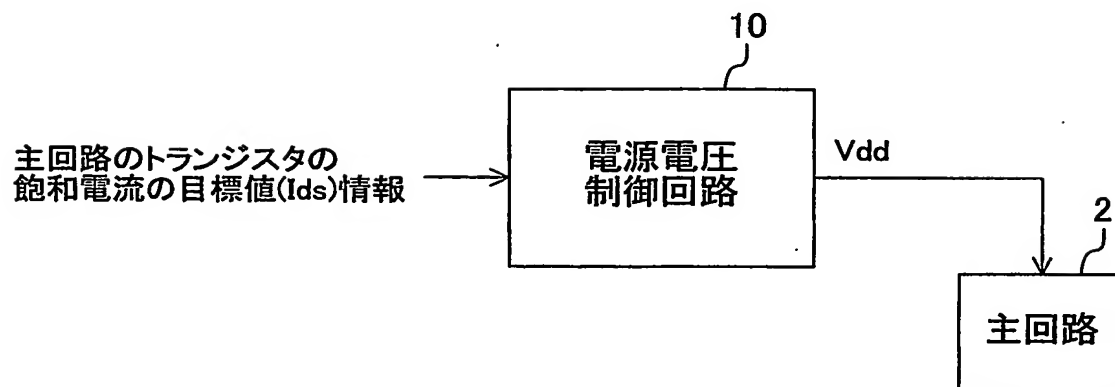 10
主回路のトランジスタの
飽和電流の目標値(Ids)情報
電源電圧
制御回路
Vdd
2
主回路